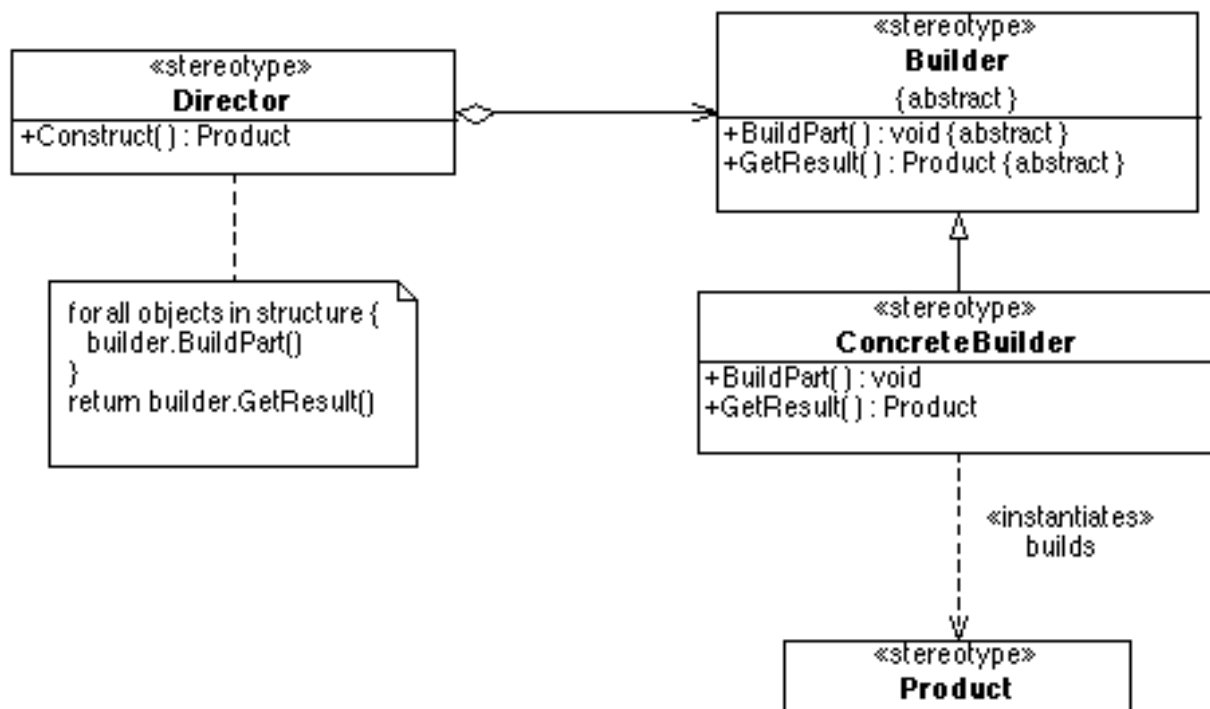 «stereotype»
Director
+Construct( ) : Product
for all objects in structure {
builder.BuildPart()
}
return builder.GetResult()
«stereotype»
Builder
{ abstract }
+BuildPart( ) : void { abstract }
+GetResult( ) : Product { abstract }
«stereotype»
ConcreteBuilder
+BuildPart( ) : void
+GetResult( ) : Product
«instantiates»
builds
«stereotype»
Product